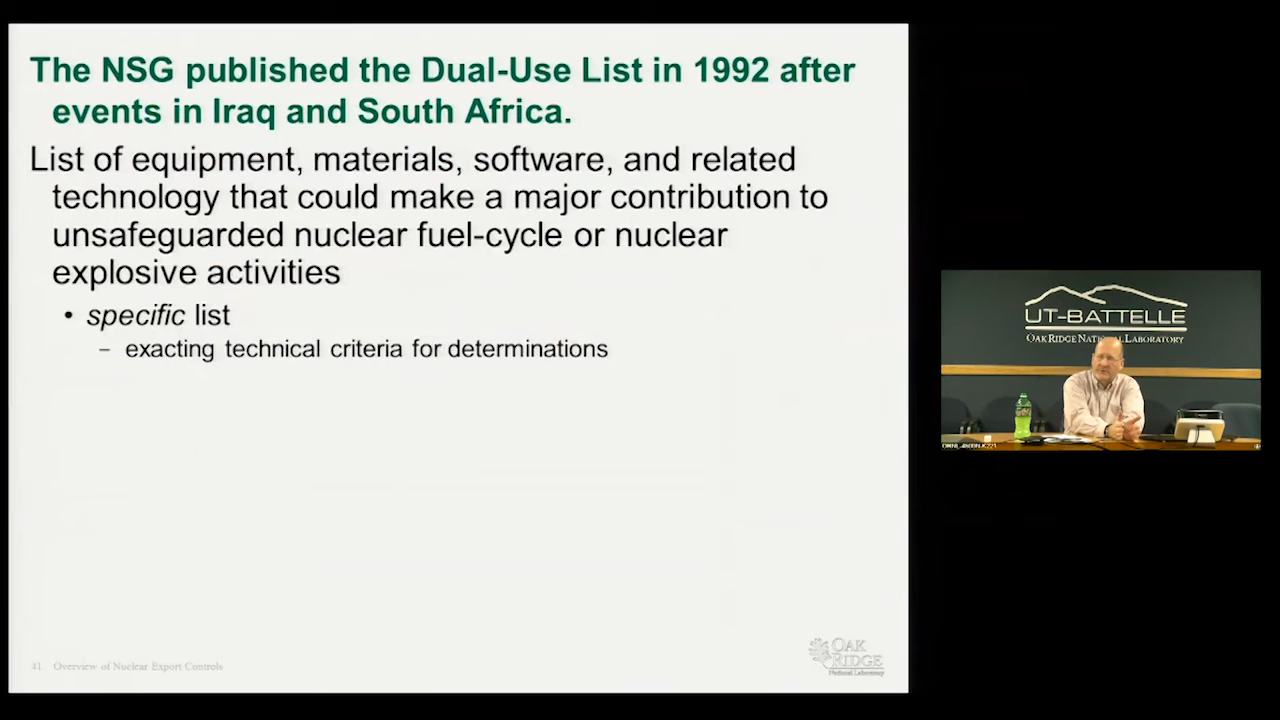 The NSG published the Dual-Use List in 1992 after
events in Iraq and South Africa.
List of equipment, materials, software, and related
technology that could make a major contribution to
unsafeguarded nuclear fuel-cycle or nuclear
explosive activities
• specific list
– exacting technical criteria for determinations
41 Overview of Nuclear Export Controls
OAK
RIDGE
National Laboratory
UT-BATTELLE
OAK RIDGE NATIONAL LABORATORY